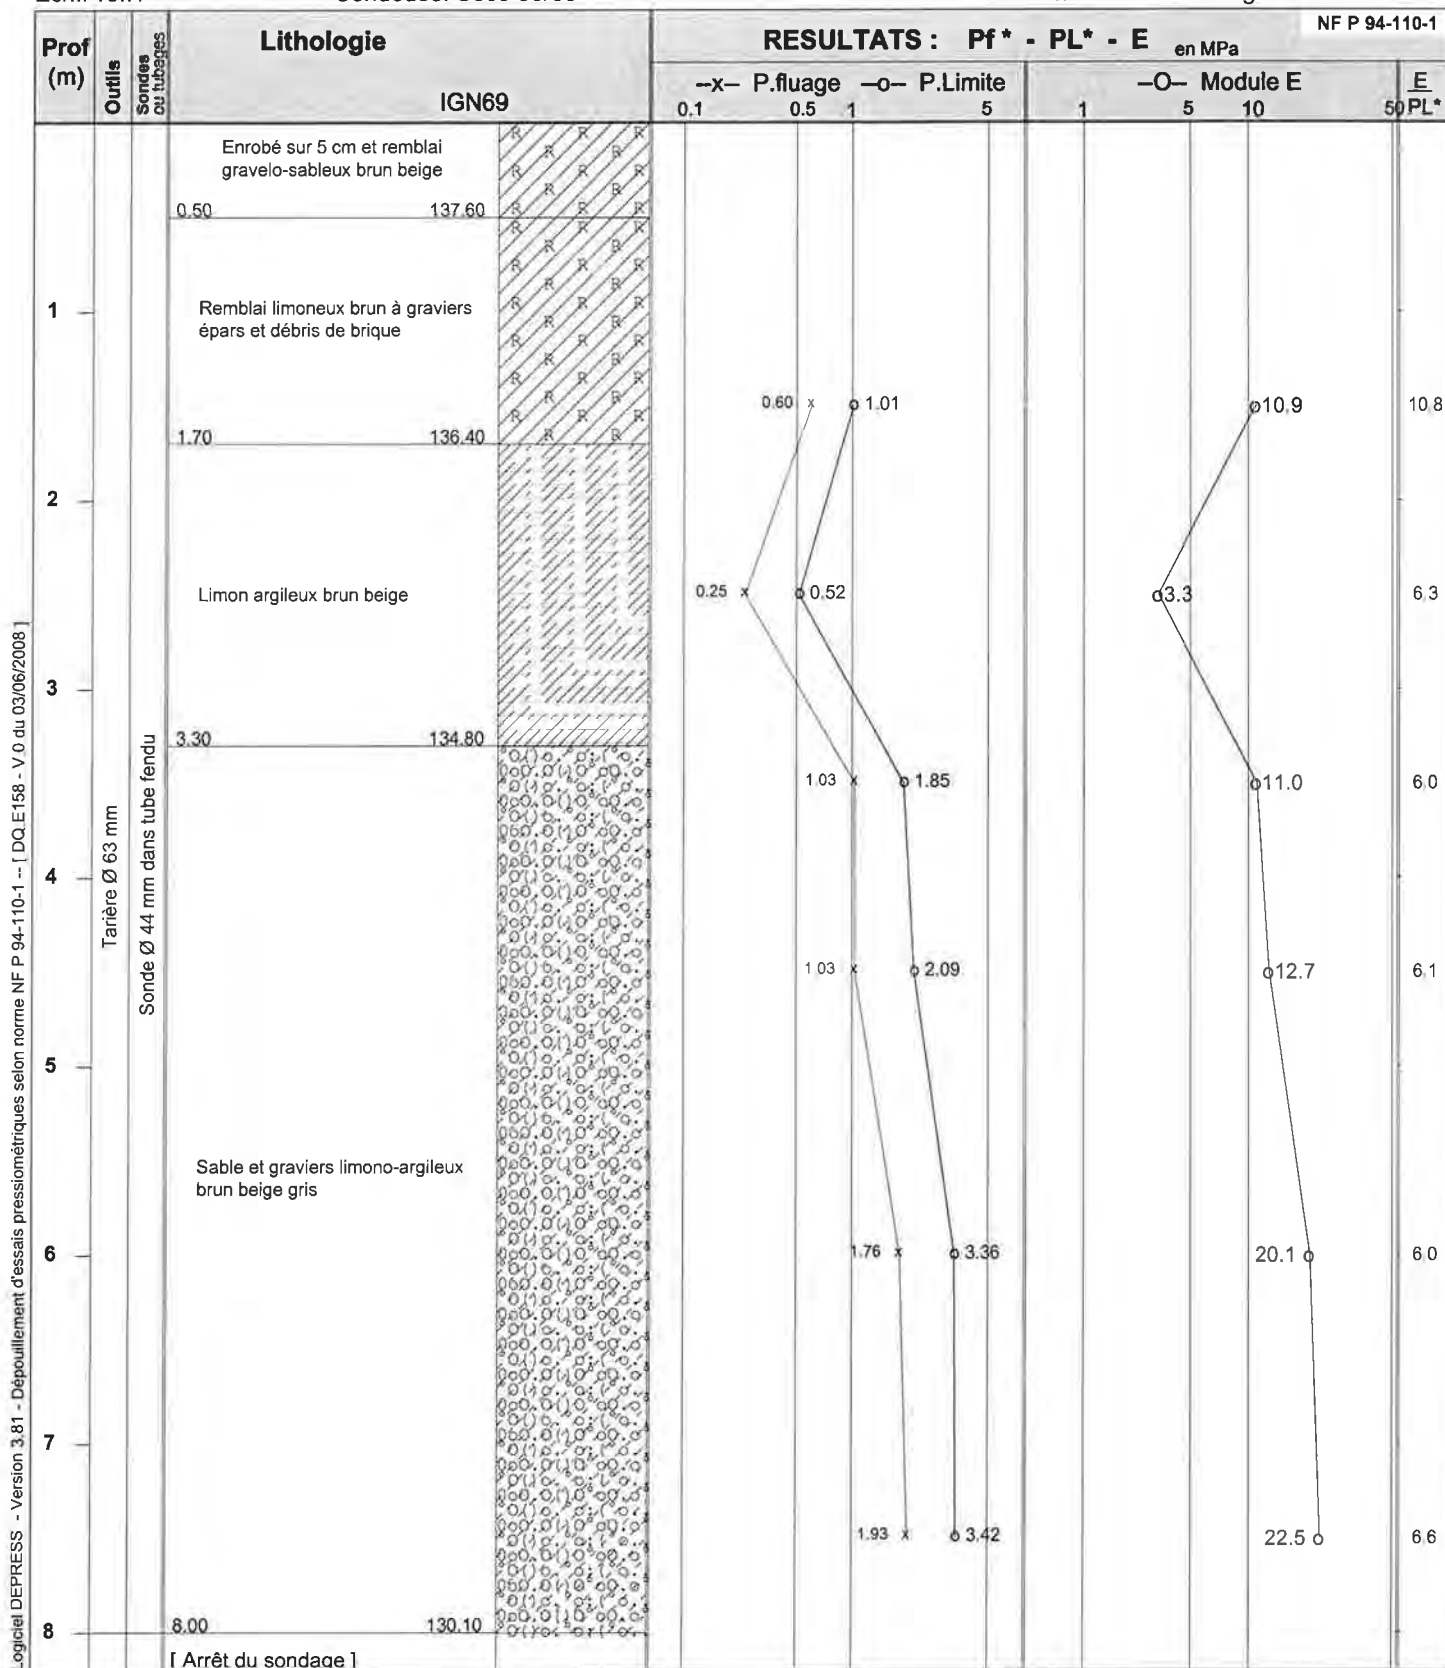 Prof
(m)
Outils
Sondes
ou tubages
Lithologie
IGN69
RESULTATS : Pf* - PL* - E en MPa
NF P 94-110-1
--x-- P.fluage --o-- P.Limite
–O– Module E
E
PL*
0.1 0.5 1 5 1 5 10 50
Enrobé sur 5 cm et remblai
gravelo-sableux brun beige
0.50 137.60
1
Remblai limoneux brun à graviers
épars et débris de brique
0.60 1.01 10,9 10,8
1.70 136.40
2
Limon argileux brun beige
0.25 0.52 3.3 6,3
3
3.30 134.80
1.03 1.85 11.0 6,0
4
1.03 2.09 12.7 6,1
5
Sable et graviers limono-argileux
brun beige gris
6
1.76 3.36 20.1 6,0
7
1.93 3.42 22.5 6,6
8
8.00 130.10
[ Arrêt du sondage ]
Tarière Ø 63 mm
Sonde Ø 44 mm dans tube fendu
Logiciel DEPRESS - Version 3.81 - Dépouillement d'essais pressiométriques selon norme NF P 94-110-1 -- [ DQ.E158 - V.0 du 03/06/2008 ]